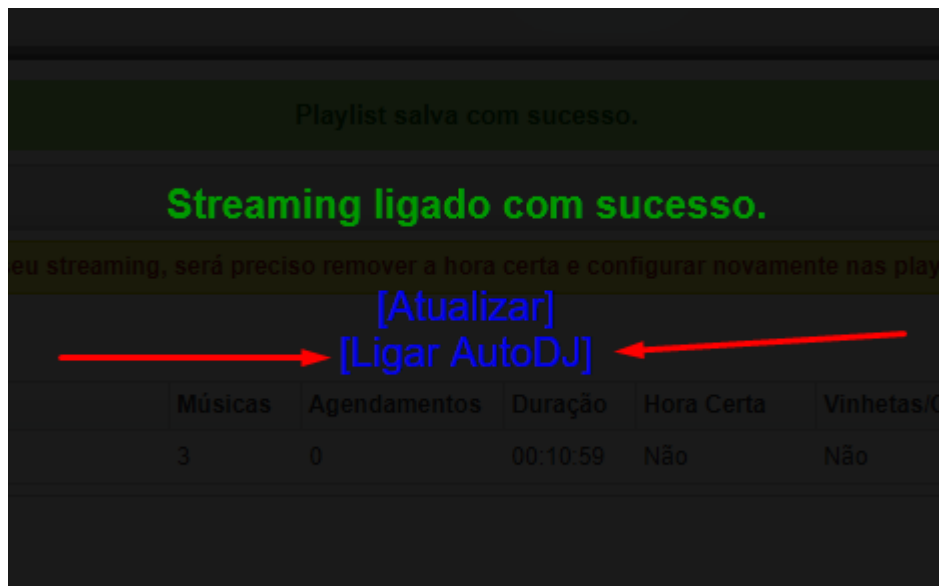 Playlist salva com sucesso.
Streaming ligado com sucesso.
eu streaming, será preciso remover a hora certa e configurar novamente nas play
[Atualizar]
[Ligar AutoDJ]
Músicas Agendamentos Duração Hora Certa Vinhetas/
3 0 00:10:59 Não Não